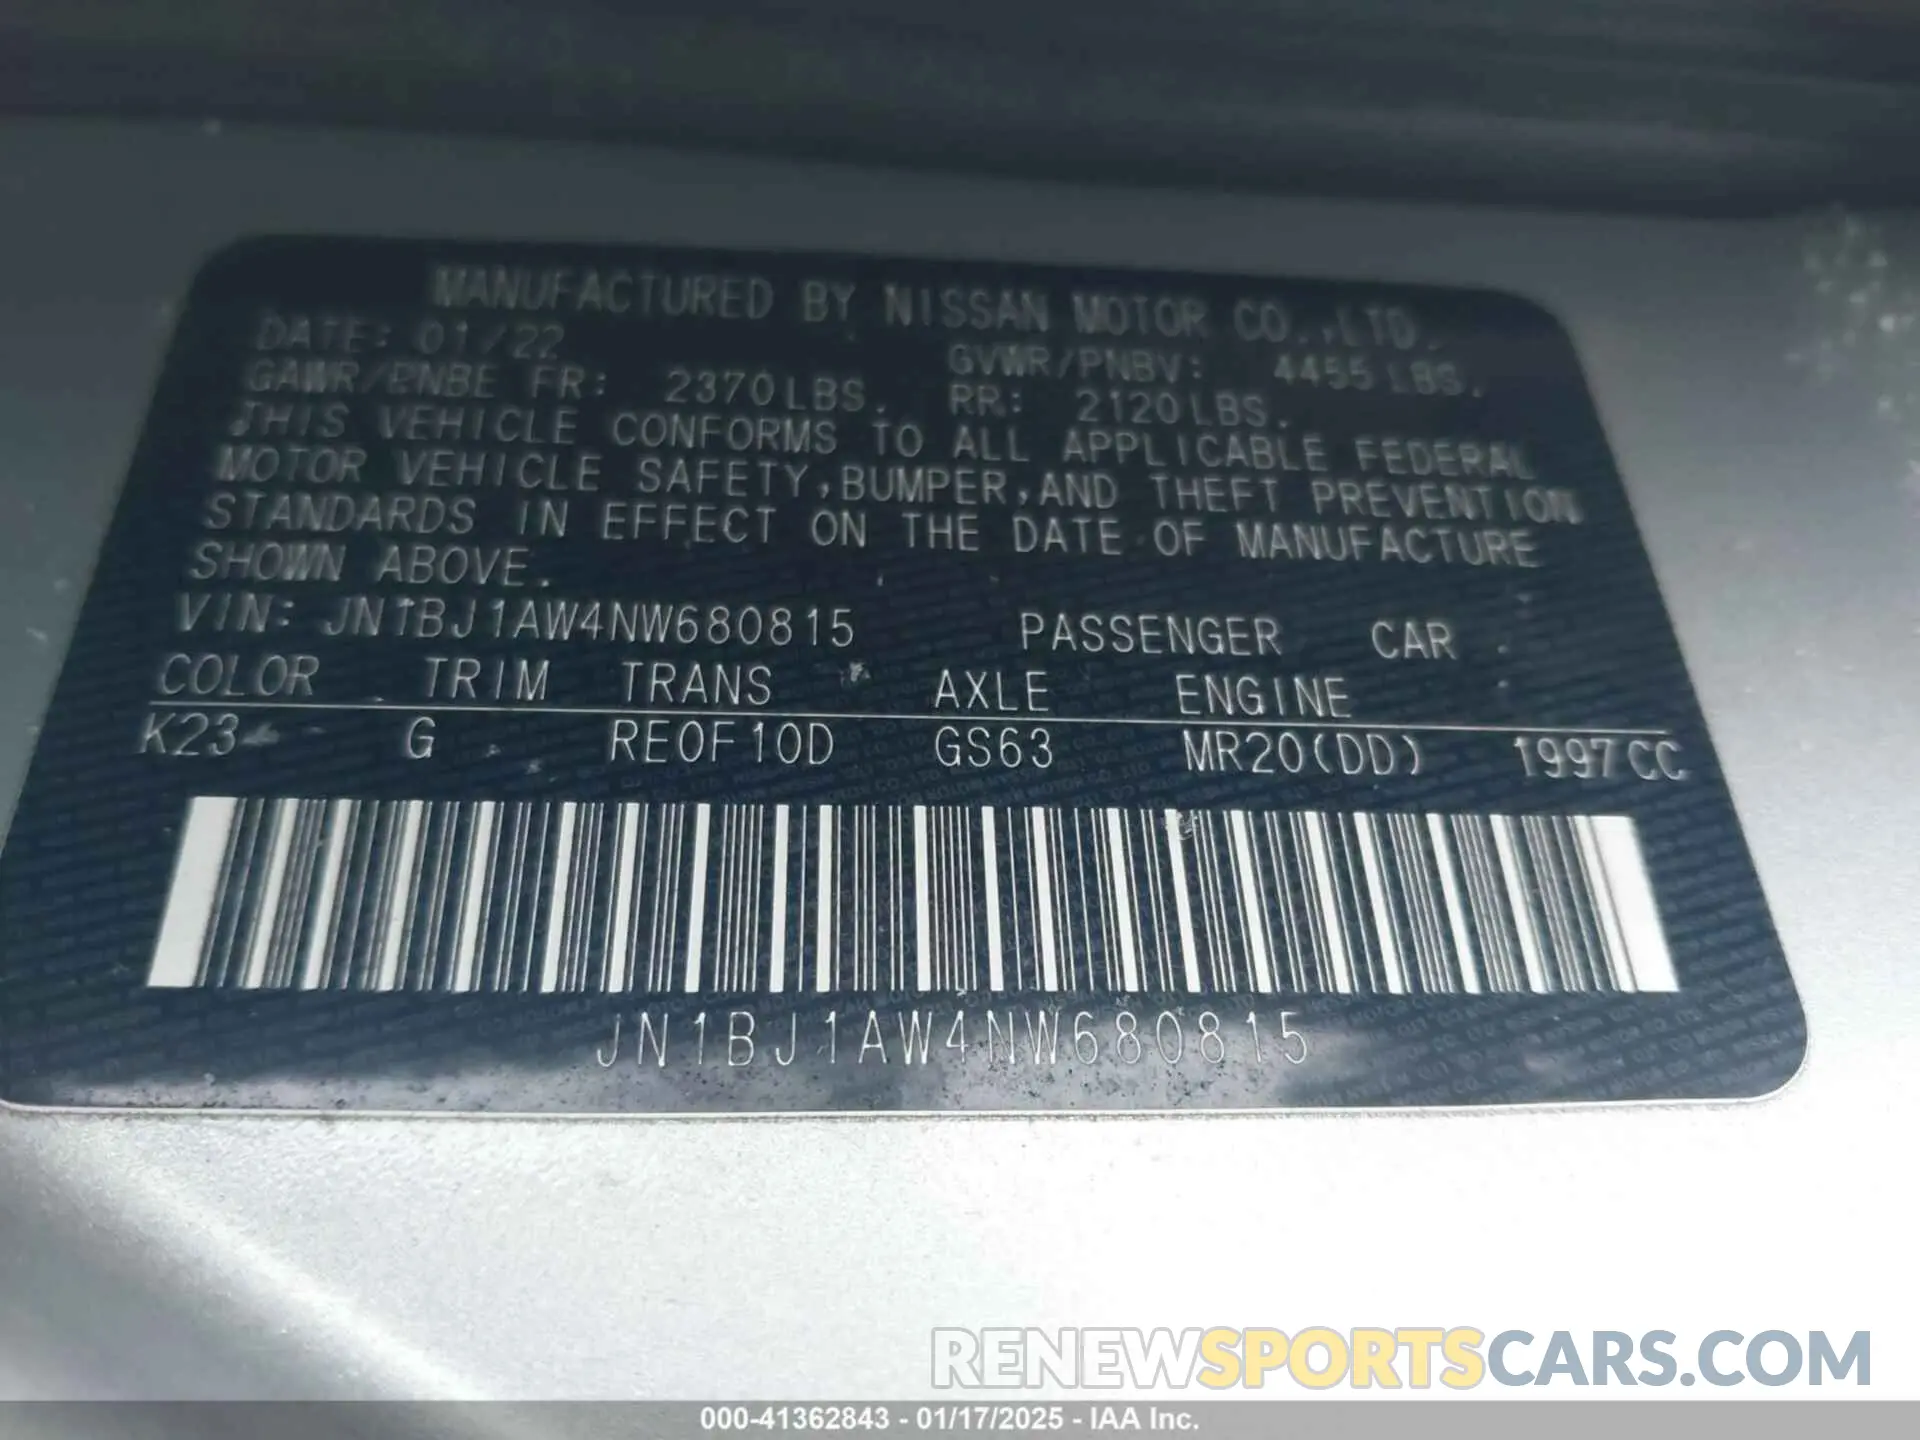 MANUFACTURED BY NISSAN MOTOR CO.,LTD.
DATE: 01/22 GVWR/PNBV: 4455 LBS.
GAWR/PNBE FR: 2370LBS. RR: 2120LBS.
THIS VEHICLE CONFORMS TO ALL APPLICABLE FEDERAL
MOTOR VEHICLE SAFETY,BUMPER,AND THEFT PREVENTION
STANDARDS IN EFFECT ON THE DATE OF MANUFACTURE
SHOWN ABOVE.
VIN: JN1BJ1AW4NW680815 PASSENGER CAR
COLOR TRIM TRANS AXLE ENGINE
K23 G RE0F10D GS63 MR20(DD) 1997CC
JN1BJ1AW4NW680815
RENEWSPORTSCARS.COM
000-41362843 - 01/17/2025 - IAA Inc.